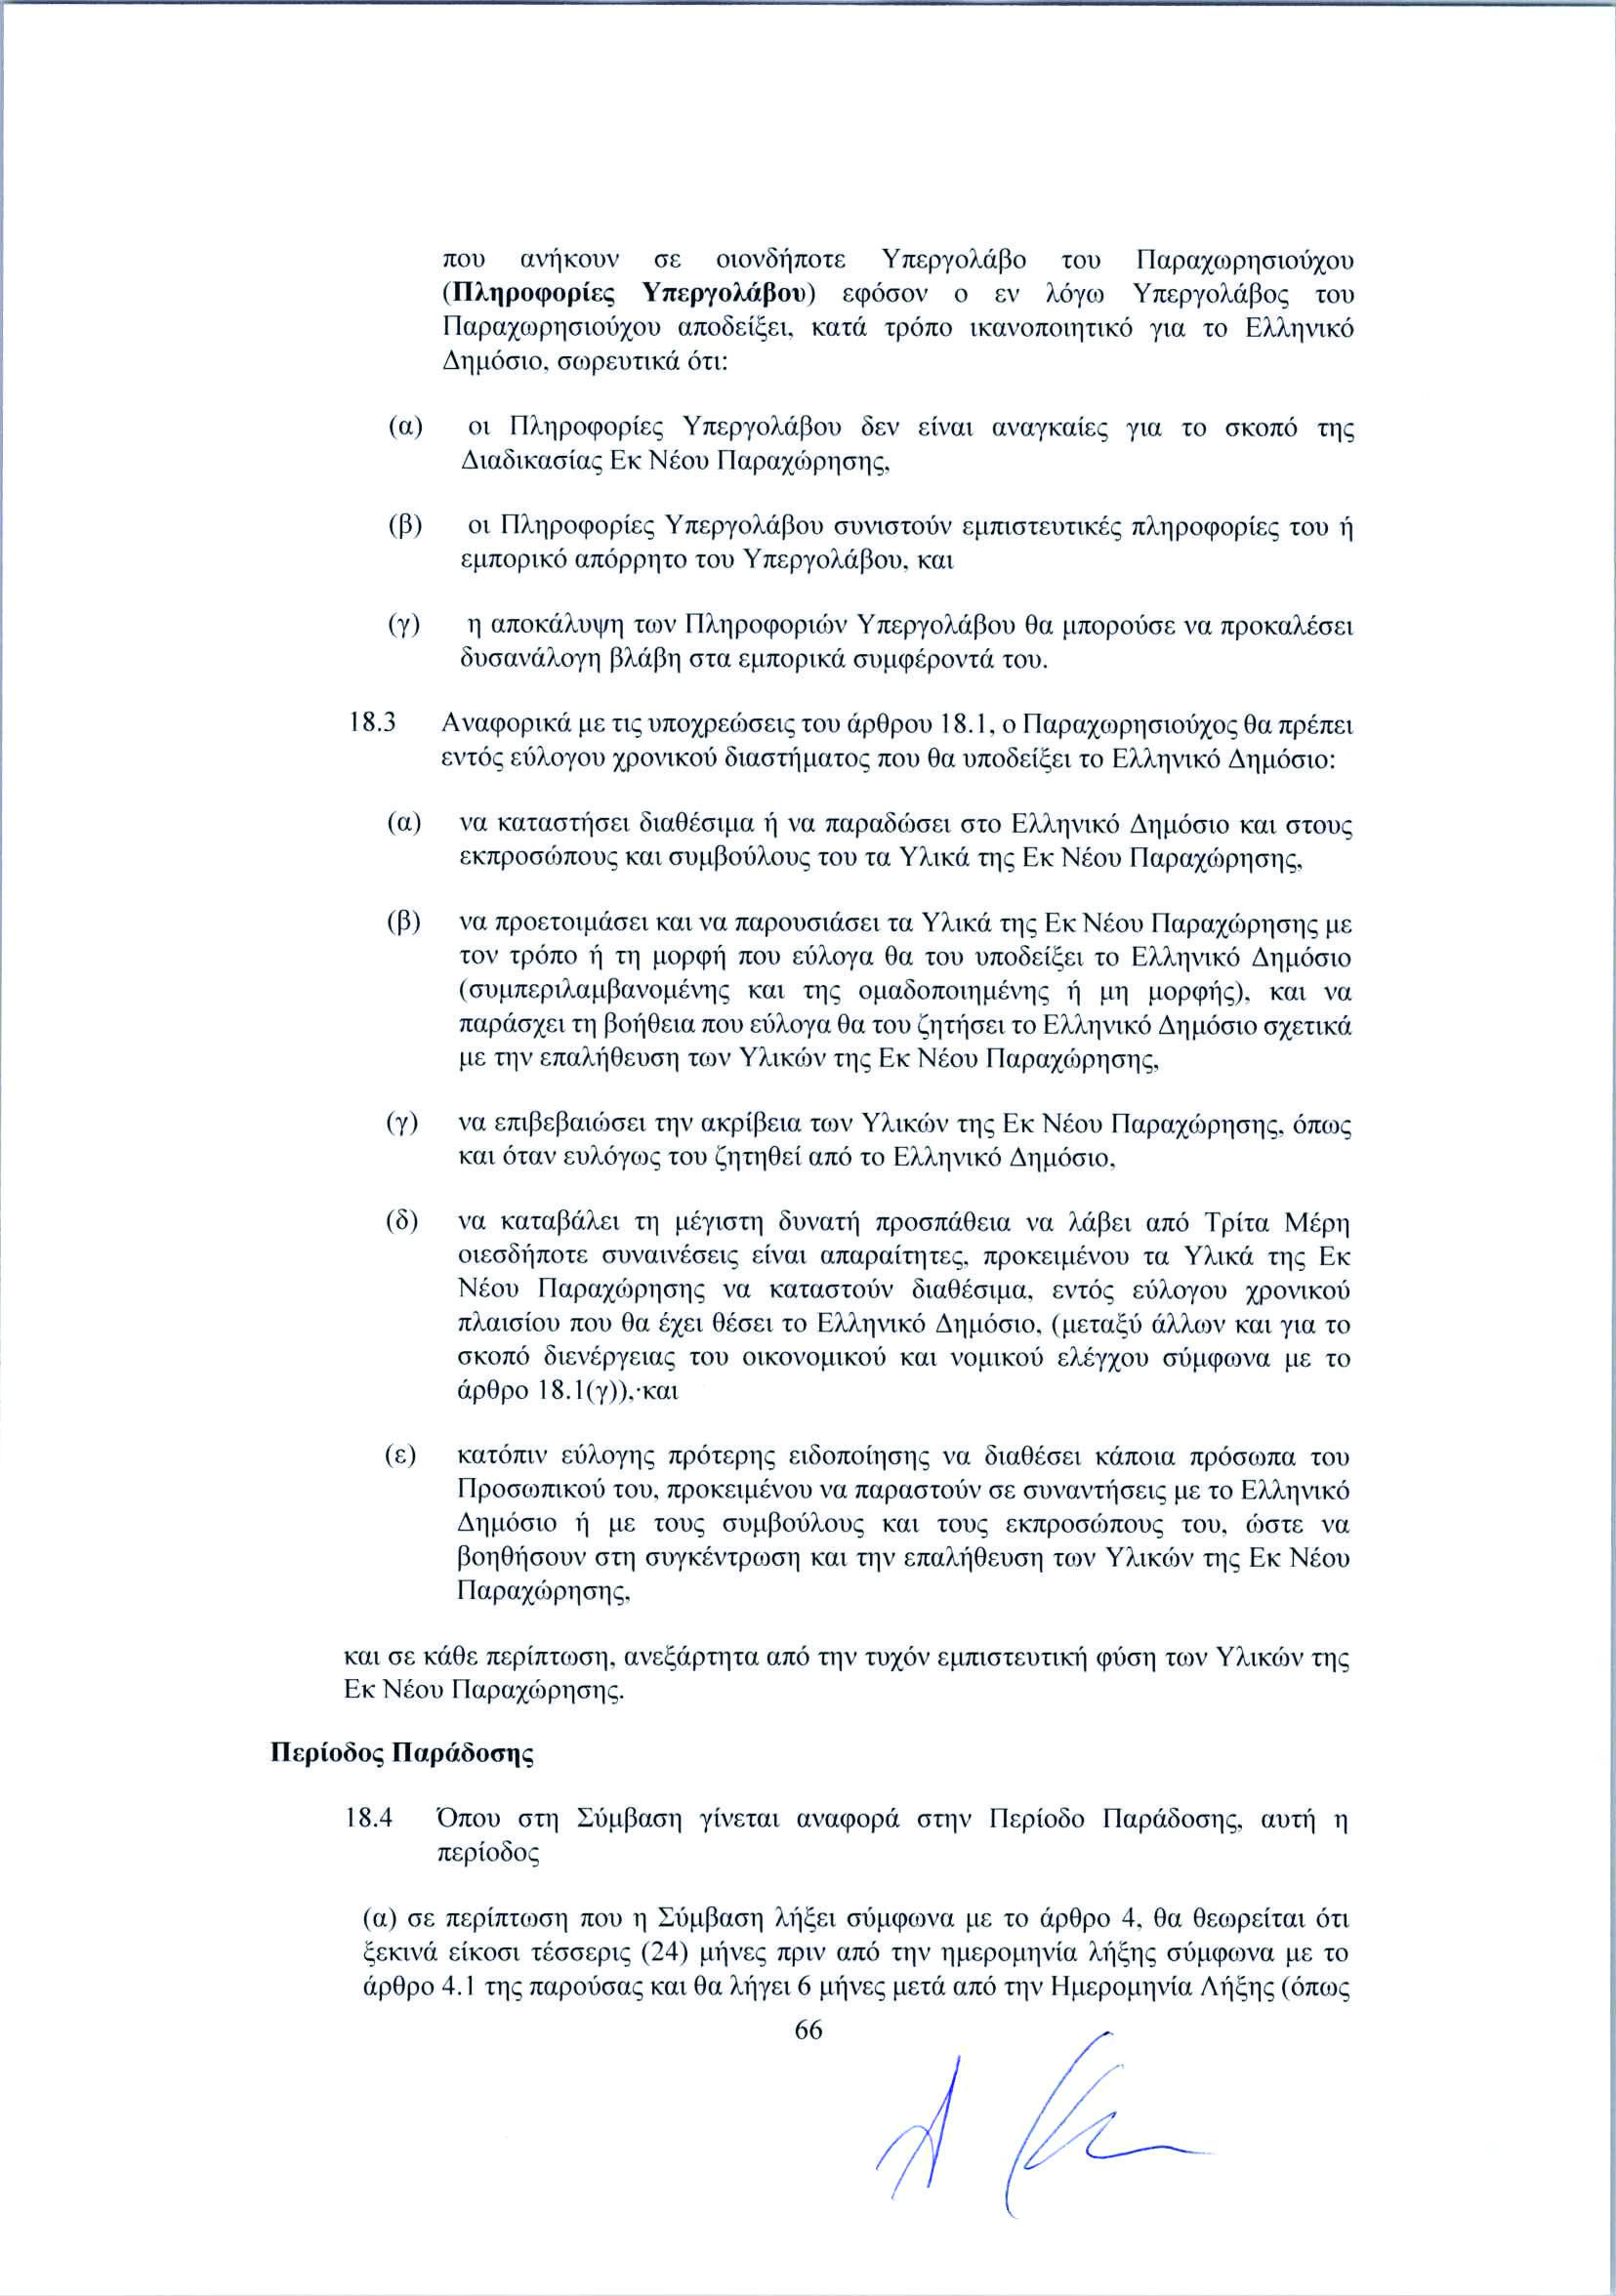 που ανήκουν σε οιονδήποτε Υπεργολάβο του Παραχωρησιούχου
(Πληροφορίες Υπεργολάβου) εφόσον ο εν λόγω Υπεργολάβος του
Παραχωρησιούχου αποδείξει, κατά τρόπο ικανοποιητικό για το Ελληνικό
Δημόσιο, σωρευτικά ότι:
(α) οι Πληροφορίες Υπεργολάβου δεν είναι αναγκαίες για το σκοπό της
Διαδικασίας Εκ Νέου Παραχώρησης,
(β) οι Πληροφορίες Υπεργολάβου συνιστούν εμπιστευτικές πληροφορίες του ή
εμπορικό απόρρητο του Υπεργολάβου, και
(γ) η αποκάλυψη των Πληροφοριών Υπεργολάβου θα μπορούσε να προκαλέσει
δυσανάλογη βλάβη στα εμπορικά συμφέροντά του.
18.3 Αναφορικά με τις υποχρεώσεις του άρθρου 18.1, ο Παραχωρησιούχος θα πρέπει
εντός εύλογου χρονικού διαστήματος που θα υποδείξει το Ελληνικό Δημόσιο:
(α) να καταστήσει διαθέσιμα ή να παραδώσει στο Ελληνικό Δημόσιο και στους
εκπροσώπους και συμβούλους του τα Υλικά της Εκ Νέου Παραχώρησης,
(β) να προετοιμάσει και να παρουσιάσει τα Υλικά της Εκ Νέου Παραχώρησης με
τον τρόπο ή τη μορφή που εύλογα θα του υποδείξει το Ελληνικό Δημόσιο
(συμπεριλαμβανομένης και της ομαδοποιημένης ή μη μορφής), και να
παράσχει τη βοήθεια που εύλογα θα του ζητήσει το Ελληνικό Δημόσιο σχετικά
με την επαλήθευση των Υλικών της Εκ Νέου Παραχώρησης,
(γ) να επιβεβαιώσει την ακρίβεια των Υλικών της Εκ Νέου Παραχώρησης, όπως
και όταν ευλόγως του ζητηθεί από το Ελληνικό Δημόσιο,
(δ) να καταβάλει τη μέγιστη δυνατή προσπάθεια να λάβει από Τρίτα Μέρη
οιεσδήποτε συναινέσεις είναι απαραίτητες, προκειμένου τα Υλικά της Εκ
Νέου Παραχώρησης να καταστούν διαθέσιμα, εντός εύλογου χρονικού
πλαισίου που θα έχει θέσει το Ελληνικό Δημόσιο, (μεταξύ άλλων και για το
σκοπό διενέργειας του οικονομικού και νομικού ελέγχου σύμφωνα με το
άρθρο 18.1(γ)),·και
(ε) κατόπιν εύλογης πρότερης ειδοποίησης να διαθέσει κάποια πρόσωπα του
Προσωπικού του, προκειμένου να παραστούν σε συναντήσεις με το Ελληνικό
Δημόσιο ή με τους συμβούλους και τους εκπροσώπους του, ώστε να
βοηθήσουν στη συγκέντρωση και την επαλήθευση των Υλικών της Εκ Νέου
Παραχώρησης,
και σε κάθε περίπτωση, ανεξάρτητα από την τυχόν εμπιστευτική φύση των Υλικών της
Εκ Νέου Παραχώρησης.
Περίοδος Παράδοσης
18.4 Όπου στη Σύμβαση γίνεται αναφορά στην Περίοδο Παράδοσης, αυτή η
περίοδος
(α) σε περίπτωση που η Σύμβαση λήξει σύμφωνα με το άρθρο 4, θα θεωρείται ότι
ξεκινά είκοσι τέσσερις (24) μήνες πριν από την ημερομηνία λήξης σύμφωνα με το
άρθρο 4.1 της παρούσας και θα λήγει 6 μήνες μετά από την Ημερομηνία Λήξης (όπως
66